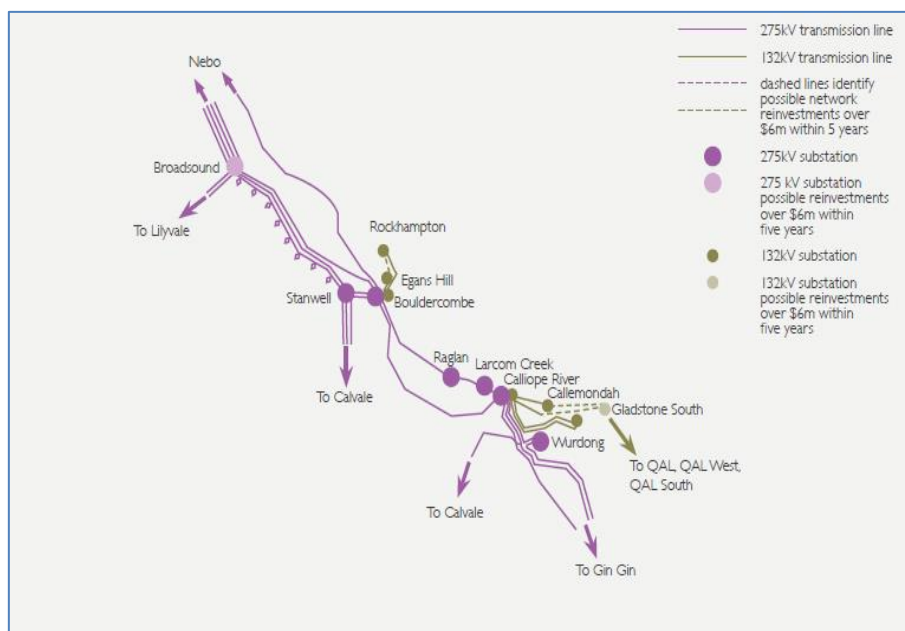 275kV transmission line
132kV transmission line
dashed lines identify
possible network
reinvestments over
$6m within 5 years
275kV substation
275 kV substation
possible reinvestments
over $6m within
five years
132kV substation
132kV substation
possible reinvestments
over $6m within
five years
Nebo
Broadsound
To Lilyvale
Rockhampton
Egans Hill
Stanwell
Bouldercombe
To Calvale
Raglan
Larcom Creek
Calliope River
Callemondah
Gladstone South
Wurdong
To QAL, QAL West,
QAL South
To Calvale
To Gin Gin